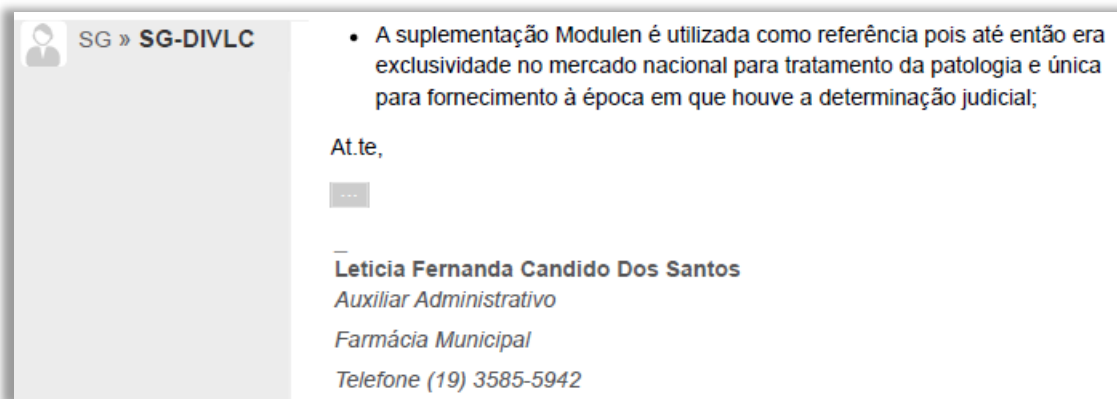 SG » SG-DIVLC
• A suplementação Modulen é utilizada como referência pois até então era
exclusividade no mercado nacional para tratamento da patologia e única
para fornecimento à época em que houve a determinação judicial;
At.te,
...
_
Leticia Fernanda Candido Dos Santos
Auxiliar Administrativo
Farmácia Municipal
Telefone (19) 3585-5942